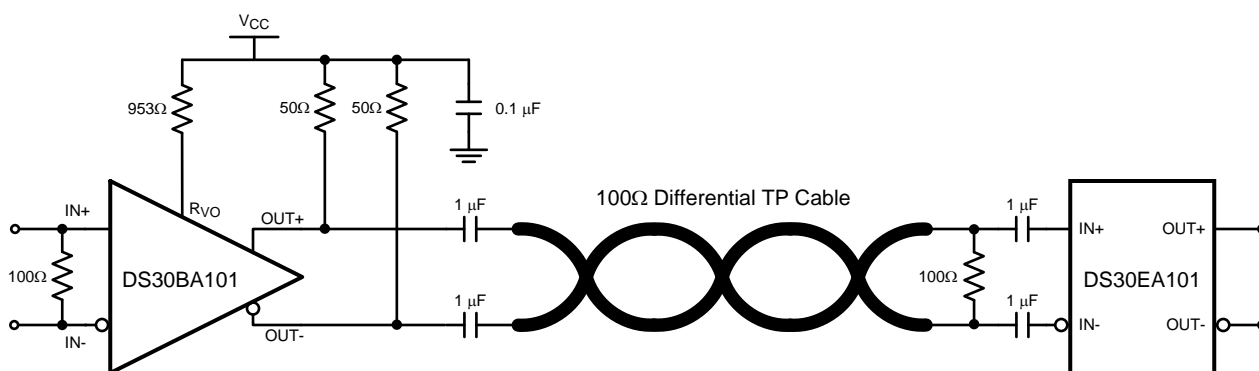 VCC
953Ω
50Ω
50Ω
0.1 μF
100Ω Differential TP Cable
IN+
RVO
OUT+
1 μF
1 μF
IN+
OUT+
100Ω
DS30BA101
100Ω
DS30EA101
1 μF
1 μF
IN-
OUT-
IN-
OUT-